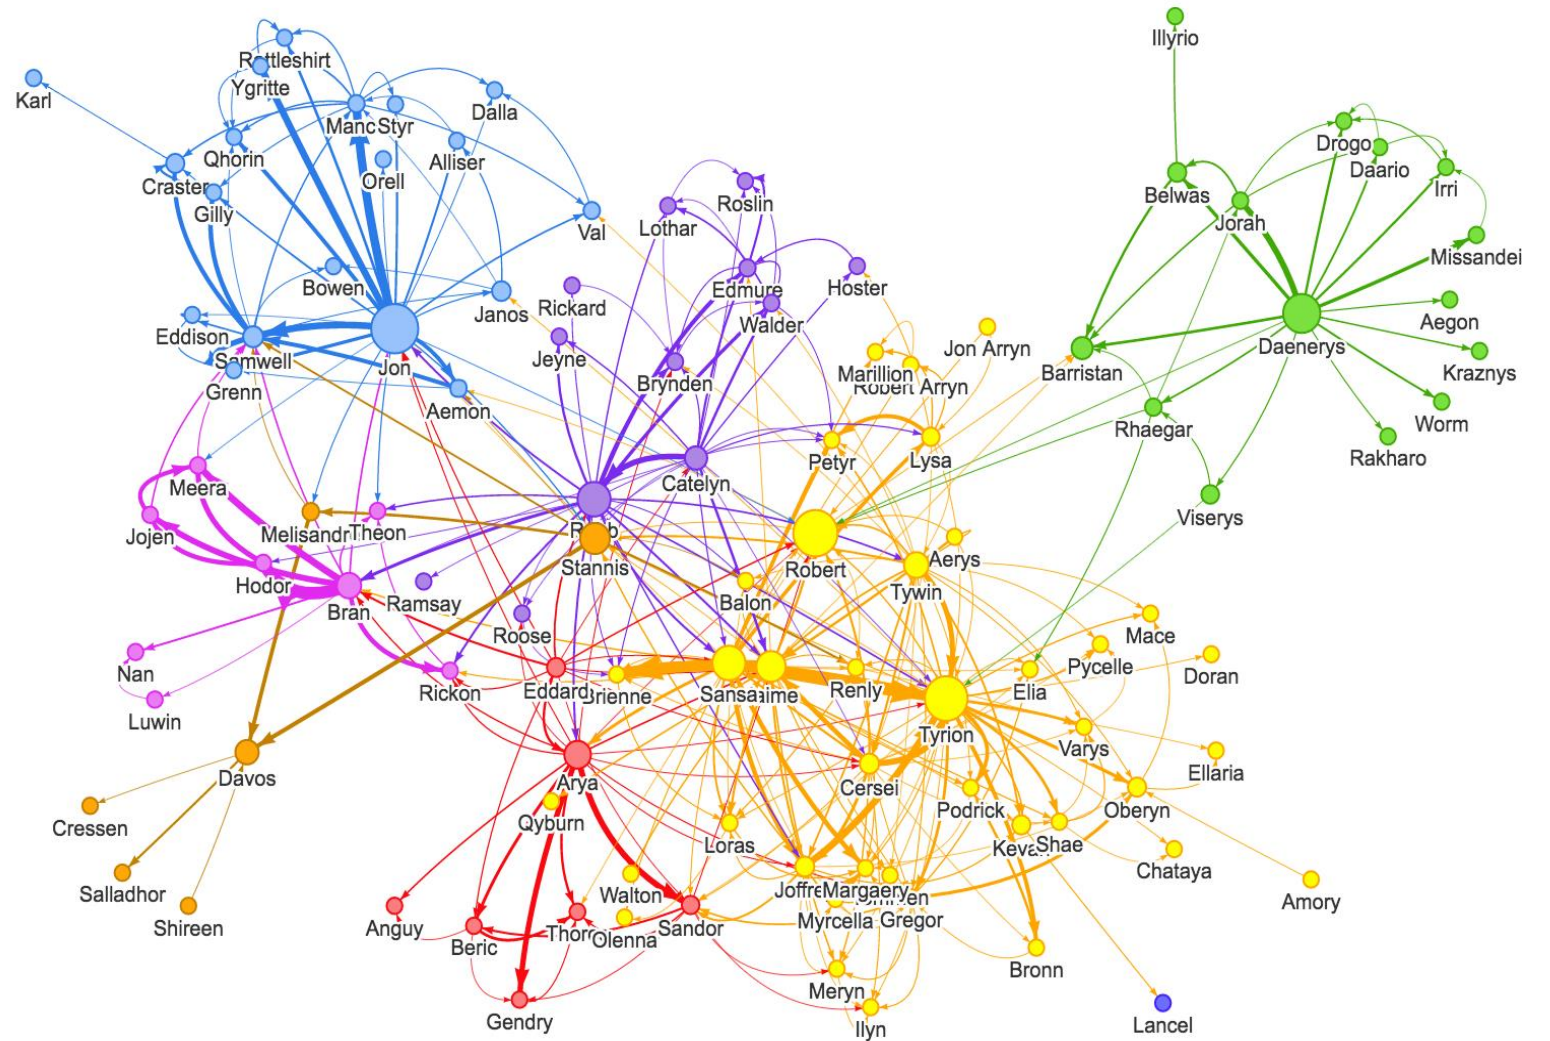 Illyrio
Rattleshirt
Ygritte
Karl
Dalla
Styr
Drogo
Qhorin
Alliser
Daario
Orell
Craster
Irri
Belwas
Roslin
Gilly
Jorah
Lothar
Val
Missandei
Bowen
Edmure
Hoster
Rickard
Janos
Aegon
Walder
Eddison
Daenerys
Jon Arryn
Jeyne
Samwell
Jon
Marillion
Barristan
Kraznys
Brynden
Robert Arryn
Grenn
Aemon
Worm
Rhaegar
Rakharo
Petyr
Lysa
Catelyn
Meera
Viserys
Theon
Jojen
Aerys
Stannis
Robert
Hodor
Tywin
Balon
Ramsay
Bran
Mace
Roose
Pycelle
Nan
Doran
Rickon
Eddard
Sansa
Renly
Elia
Luwin
Tyrion
Varys
Ellaria
Davos
Arya
Cersei
Podrick
Oberyn
Qyburn
Cressen
Loras
Shae
Chataya
Salladhor
Walton
Margaery
Amory
Myrcella
Gregor
Shireen
Anguy
Sandor
Olenna
Beric
Bronn
Meryn
Gendry
Lancel
Ilyn